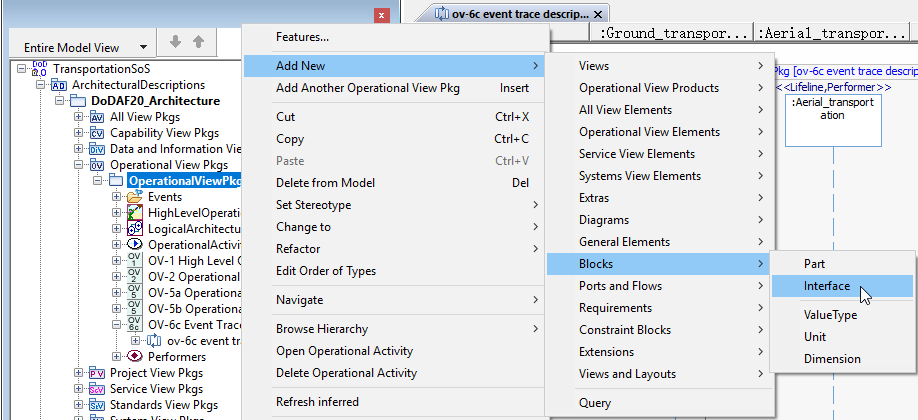 ov-6c event trace descrip...
Entire Model View
:Ground_transpor...
:Aerial_transpor...
TransportationSoS
ArchitecturalDescriptions
DoDAF20_Architecture
All View Pkgs
Capability View Pkgs
Data and Information Vie
Operational View Pkgs
OperationalViewPkg
Events
HighLevelOperatio
LogicalArchitectu
OperationalActivi
OV-1 High Level O
OV-2 Operational
OV-5a Operational
OV-5b Operational
OV-6c Event Trace
ov-6c event tra
Performers
Project View Pkgs
Service View Pkgs
Standards View Pkgs
Features...
Add New
Add Another Operational View Pkg Insert
Cut Ctrl+X
Copy Ctrl+C
Paste Ctrl+V
Delete from Model Del
Set Stereotype
Change to
Refactor
Edit Order of Types
Navigate
Browse Hierarchy
Open Operational Activity
Delete Operational Activity
Refresh inferred
Views
Operational View Products
All View Elements
Operational View Elements
Service View Elements
Systems View Elements
Extras
Diagrams
General Elements
Blocks
Ports and Flows
Requirements
Constraint Blocks
Extensions
Views and Layouts
Query
Part
Interface
ValueType
Unit
Dimension
Pkg [ov-6c event trace descr
<<Lifeline,Performer>>
:Aerial_transport
ation